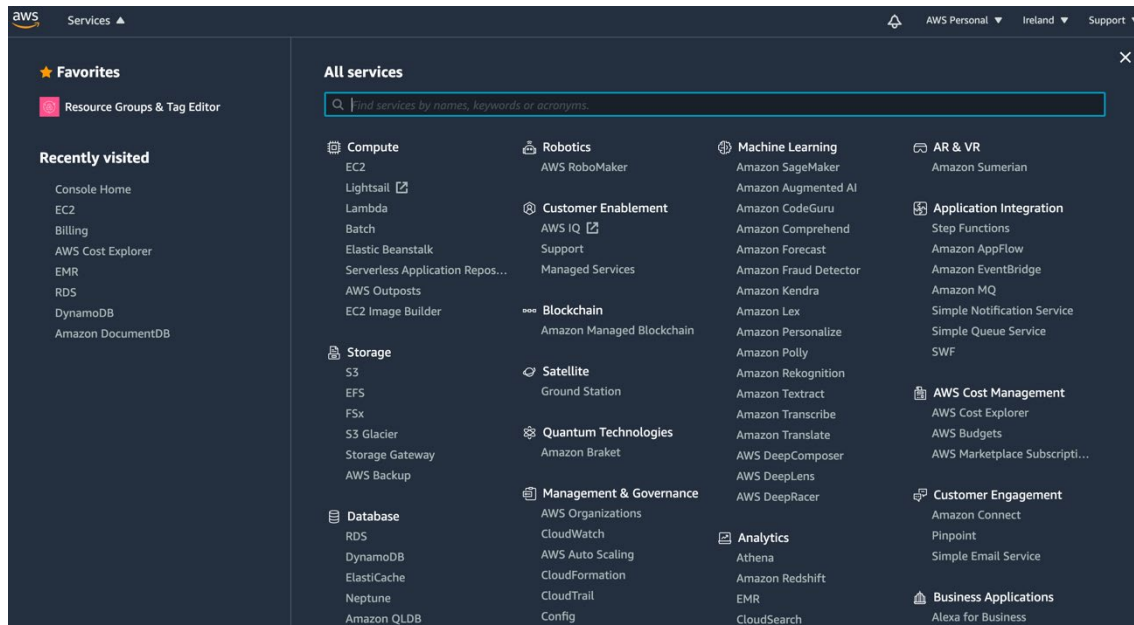 aws Services ▲ AWS Personal ▼ Ireland ▼ Support
Favorites
Resource Groups & Tag Editor
Recently visited
Console Home
EC2
Billing
AWS Cost Explorer
EMR
RDS
DynamoDB
Amazon DocumentDB
All services
Find services by names, keywords or acronyms.
Compute
EC2
Lightsail
Lambda
Batch
Elastic Beanstalk
Serverless Application Repos...
AWS Outposts
EC2 Image Builder
Storage
S3
EFS
FSx
S3 Glacier
Storage Gateway
AWS Backup
Database
RDS
DynamoDB
ElastiCache
Neptune
Amazon QLDB
Robotics
AWS RoboMaker
Customer Enablement
AWS IQ
Support
Managed Services
Blockchain
Amazon Managed Blockchain
Satellite
Ground Station
Quantum Technologies
Amazon Braket
Management & Governance
AWS Organizations
CloudWatch
AWS Auto Scaling
CloudFormation
CloudTrail
Config
Machine Learning
Amazon SageMaker
Amazon Augmented AI
Amazon CodeGuru
Amazon Comprehend
Amazon Forecast
Amazon Fraud Detector
Amazon Kendra
Amazon Lex
Amazon Personalize
Amazon Polly
Amazon Rekognition
Amazon Textract
Amazon Transcribe
Amazon Translate
AWS DeepComposer
AWS DeepLens
AWS DeepRacer
Analytics
Athena
Amazon Redshift
EMR
CloudSearch
AR & VR
Amazon Sumerian
Application Integration
Step Functions
Amazon AppFlow
Amazon EventBridge
Amazon MQ
Simple Notification Service
Simple Queue Service
SWF
AWS Cost Management
AWS Cost Explorer
AWS Budgets
AWS Marketplace Subscripti...
Customer Engagement
Amazon Connect
Pinpoint
Simple Email Service
Business Applications
Alexa for Business